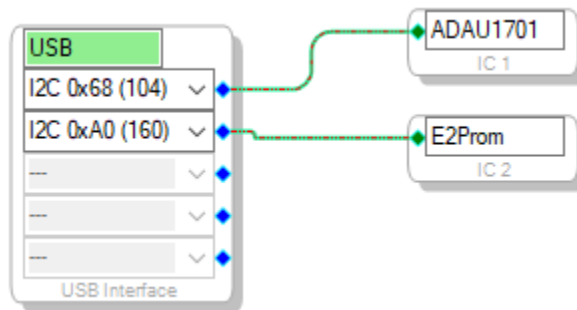 USB
I2C 0x68 (104)
I2C 0xA0 (160)
---
---
---
USB Interface
ADAU1701
IC 1
E2Prom
IC 2